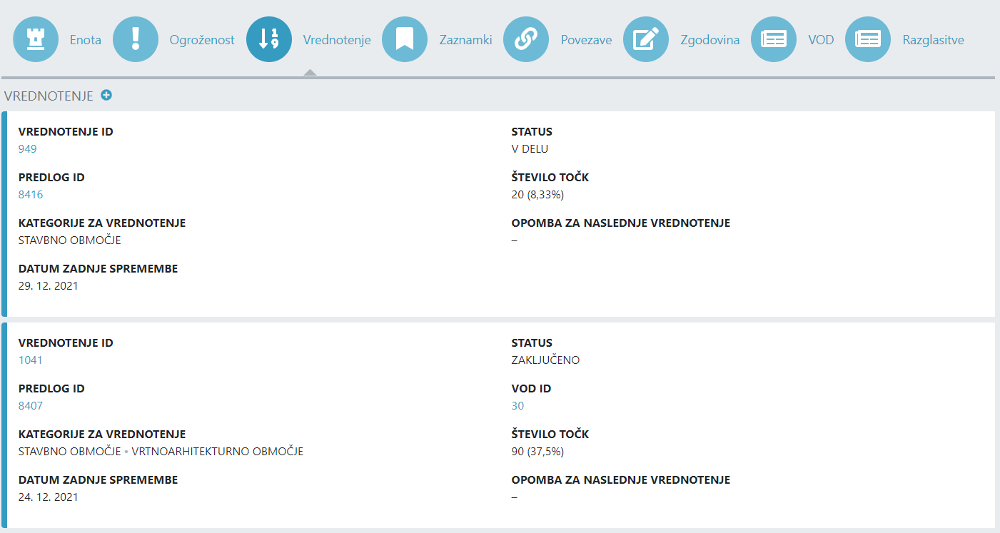 Enota
Ogroženost
Vrednotenje
Zaznamki
Povezave
Zgodovina
VOD
Razglasitve
VREDNOTENJE
VREDNOTENJE ID
949
PREDLOG ID
8416
KATEGORIJE ZA VREDNOTENJE
STAVBNO OBMOČJE
DATUM ZADNJE SPREMEMBE
29. 12. 2021
STATUS
V DELU
ŠTEVILO TOČK
20 (8,33%)
OPOMBA ZA NASLEDNJE VREDNOTENJE
–
VREDNOTENJE ID
1041
PREDLOG ID
8407
KATEGORIJE ZA VREDNOTENJE
STAVBNO OBMOČJE • VRTNOARHITEKTURNO OBMOČJE
DATUM ZADNJE SPREMEMBE
24. 12. 2021
STATUS
ZAKLJUČENO
VOD ID
30
ŠTEVILO TOČK
90 (37,5%)
OPOMBA ZA NASLEDNJE VREDNOTENJE
–